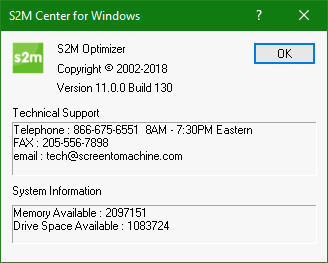 S2M Center for Windows
?
s2m
S2M Optimizer
OK
Copyright © 2002-2018
Version 11.0.0 Build 130
Technical Support
Telephone : 866-675-6551  8AM - 7:30PM Eastern
FAX : 205-556-7898
email : tech@screentomachine.com
System Information
Memory Available : 2097151
Drive Space Available : 1083724